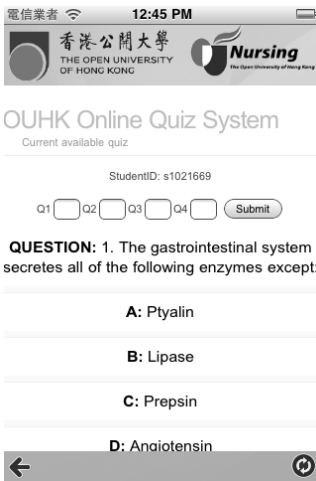 電信業者 12:45 PM
香港公開大學
THE OPEN UNIVERSITY
OF HONG KONG
Nursing
The Open University of Hong Kong
OUHK Online Quiz System
Current available quiz
StudentID: s1021669
Q1 Q2 Q3 Q4 Submit
QUESTION: 1. The gastrointestinal system
secretes all of the following enzymes except:
A: Ptyalin
B: Lipase
C: Prepsin
D: Angiotensin